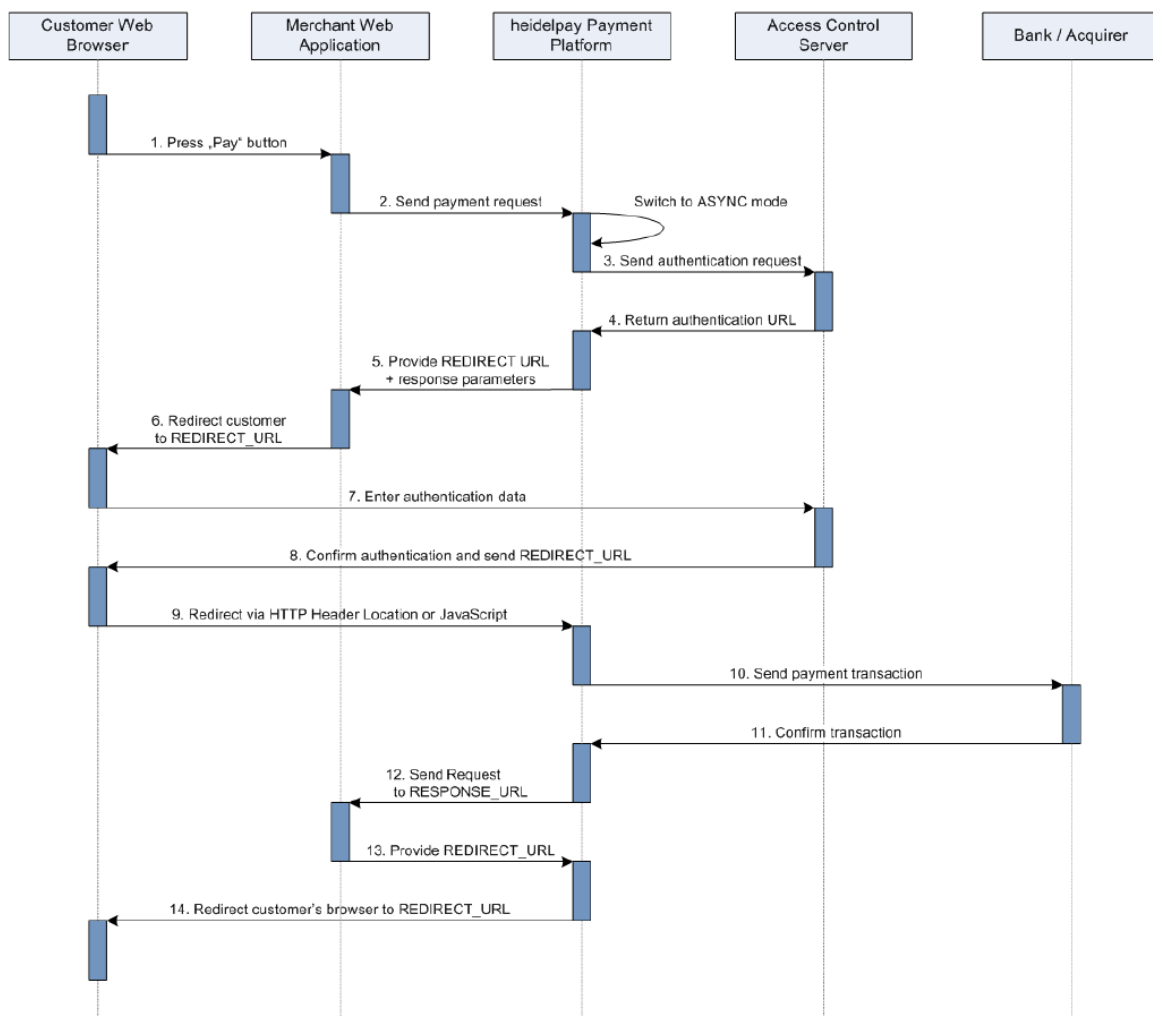 Customer Web
Browser
Merchant Web
Application
heidelpay Payment
Platform
Access Control
Server
Bank / Acquirer
1. Press „Pay“ button
2. Send payment request
Switch to ASYNC mode
3. Send authentication request
4. Return authentication URL
5. Provide REDIRECT URL
+ response parameters
6. Redirect customer
to REDIRECT_URL
7. Enter authentication data
8. Confirm authentication and send REDIRECT_URL
9. Redirect via HTTP Header Location or JavaScript
10. Send payment transaction
11. Confirm transaction
12. Send Request
to RESPONSE_URL
13. Provide REDIRECT_URL
14. Redirect customer's browser to REDIRECT_URL